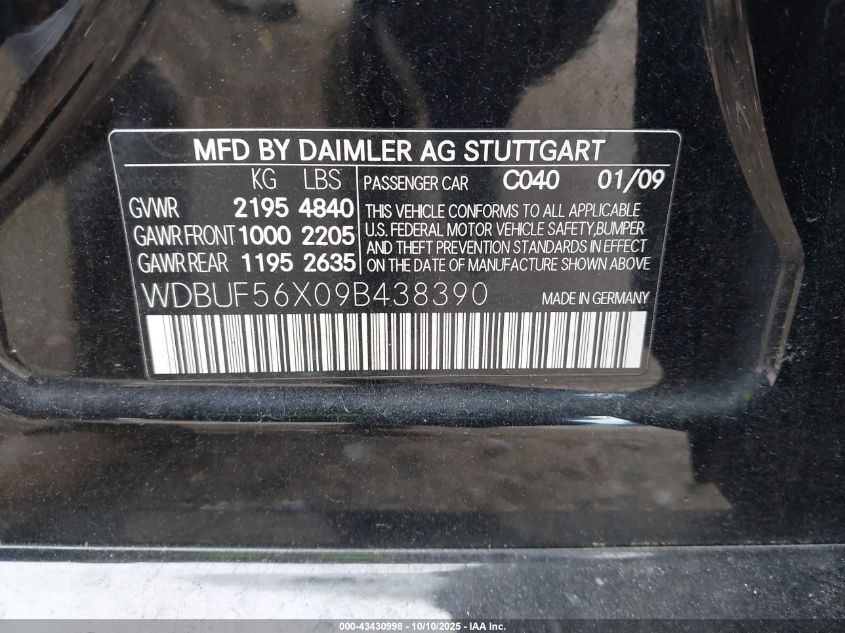 MFD BY DAIMLER AG STUTTGART
KG LBS PASSENGER CAR C040 01/09
GVWR 2195 4840
GAWR FRONT 1000 2205
GAWR REAR 1195 2635
THIS VEHICLE CONFORMS TO ALL APPLICABLE
U.S. FEDERAL MOTOR VEHICLE SAFETY,BUMPER
AND THEFT PREVENTION STANDARDS IN EFFECT
ON THE DATE OF MANUFACTURE SHOWN ABOVE
WDBUF56X09B438390 MADE IN GERMANY
000-43430998 - 10/10/2025 - IAA Inc.